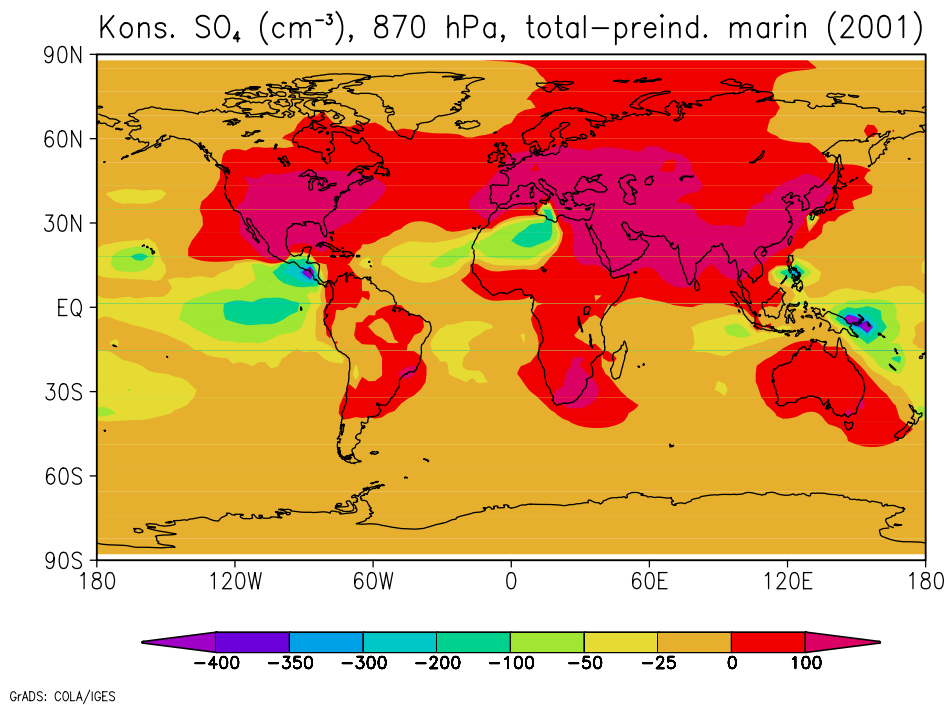 Kons. SO₄ (cm⁻³), 870 hPa, total−preind. marin (2001)
90N
60N
30N
EQ
30S
60S
90S
180 120W 60W 0 60E 120E 180
−400 −350 −300 −200 −100 −50 −25 0 100
GrADS: COLA/IGES